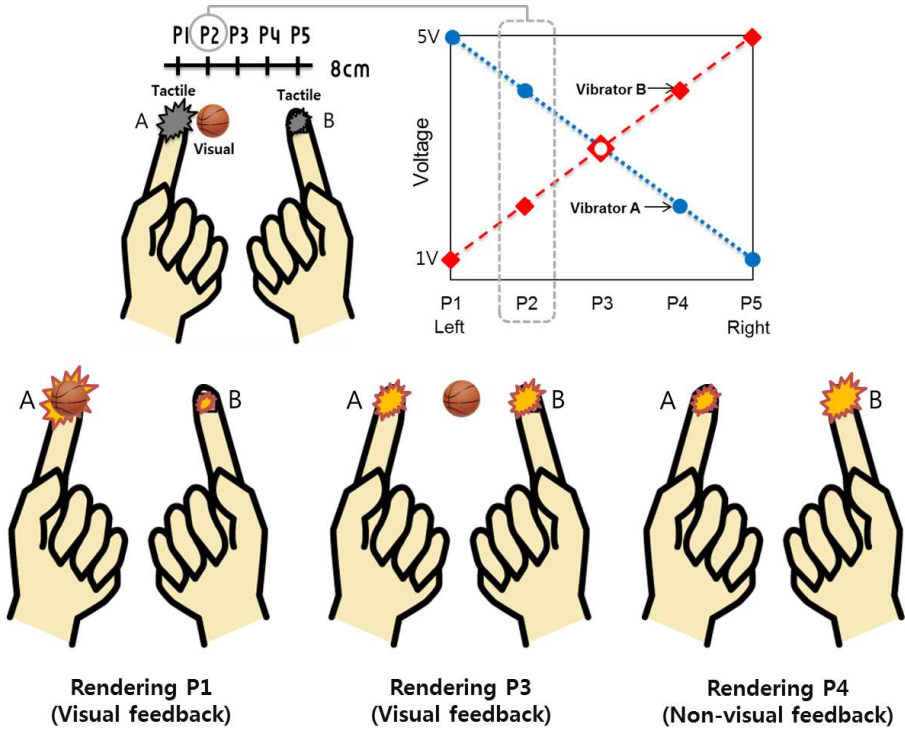 P1 P2 P3 P4 P5
8cm
Tactile
Tactile
A
B
Visual
5V
Vibrator B
Voltage
Vibrator A
1V
P1 P2 P3 P4 P5
Left
Right
A
B
A
B
A
B
Rendering P1
(Visual feedback)
Rendering P3
(Visual feedback)
Rendering P4
(Non-visual feedback)